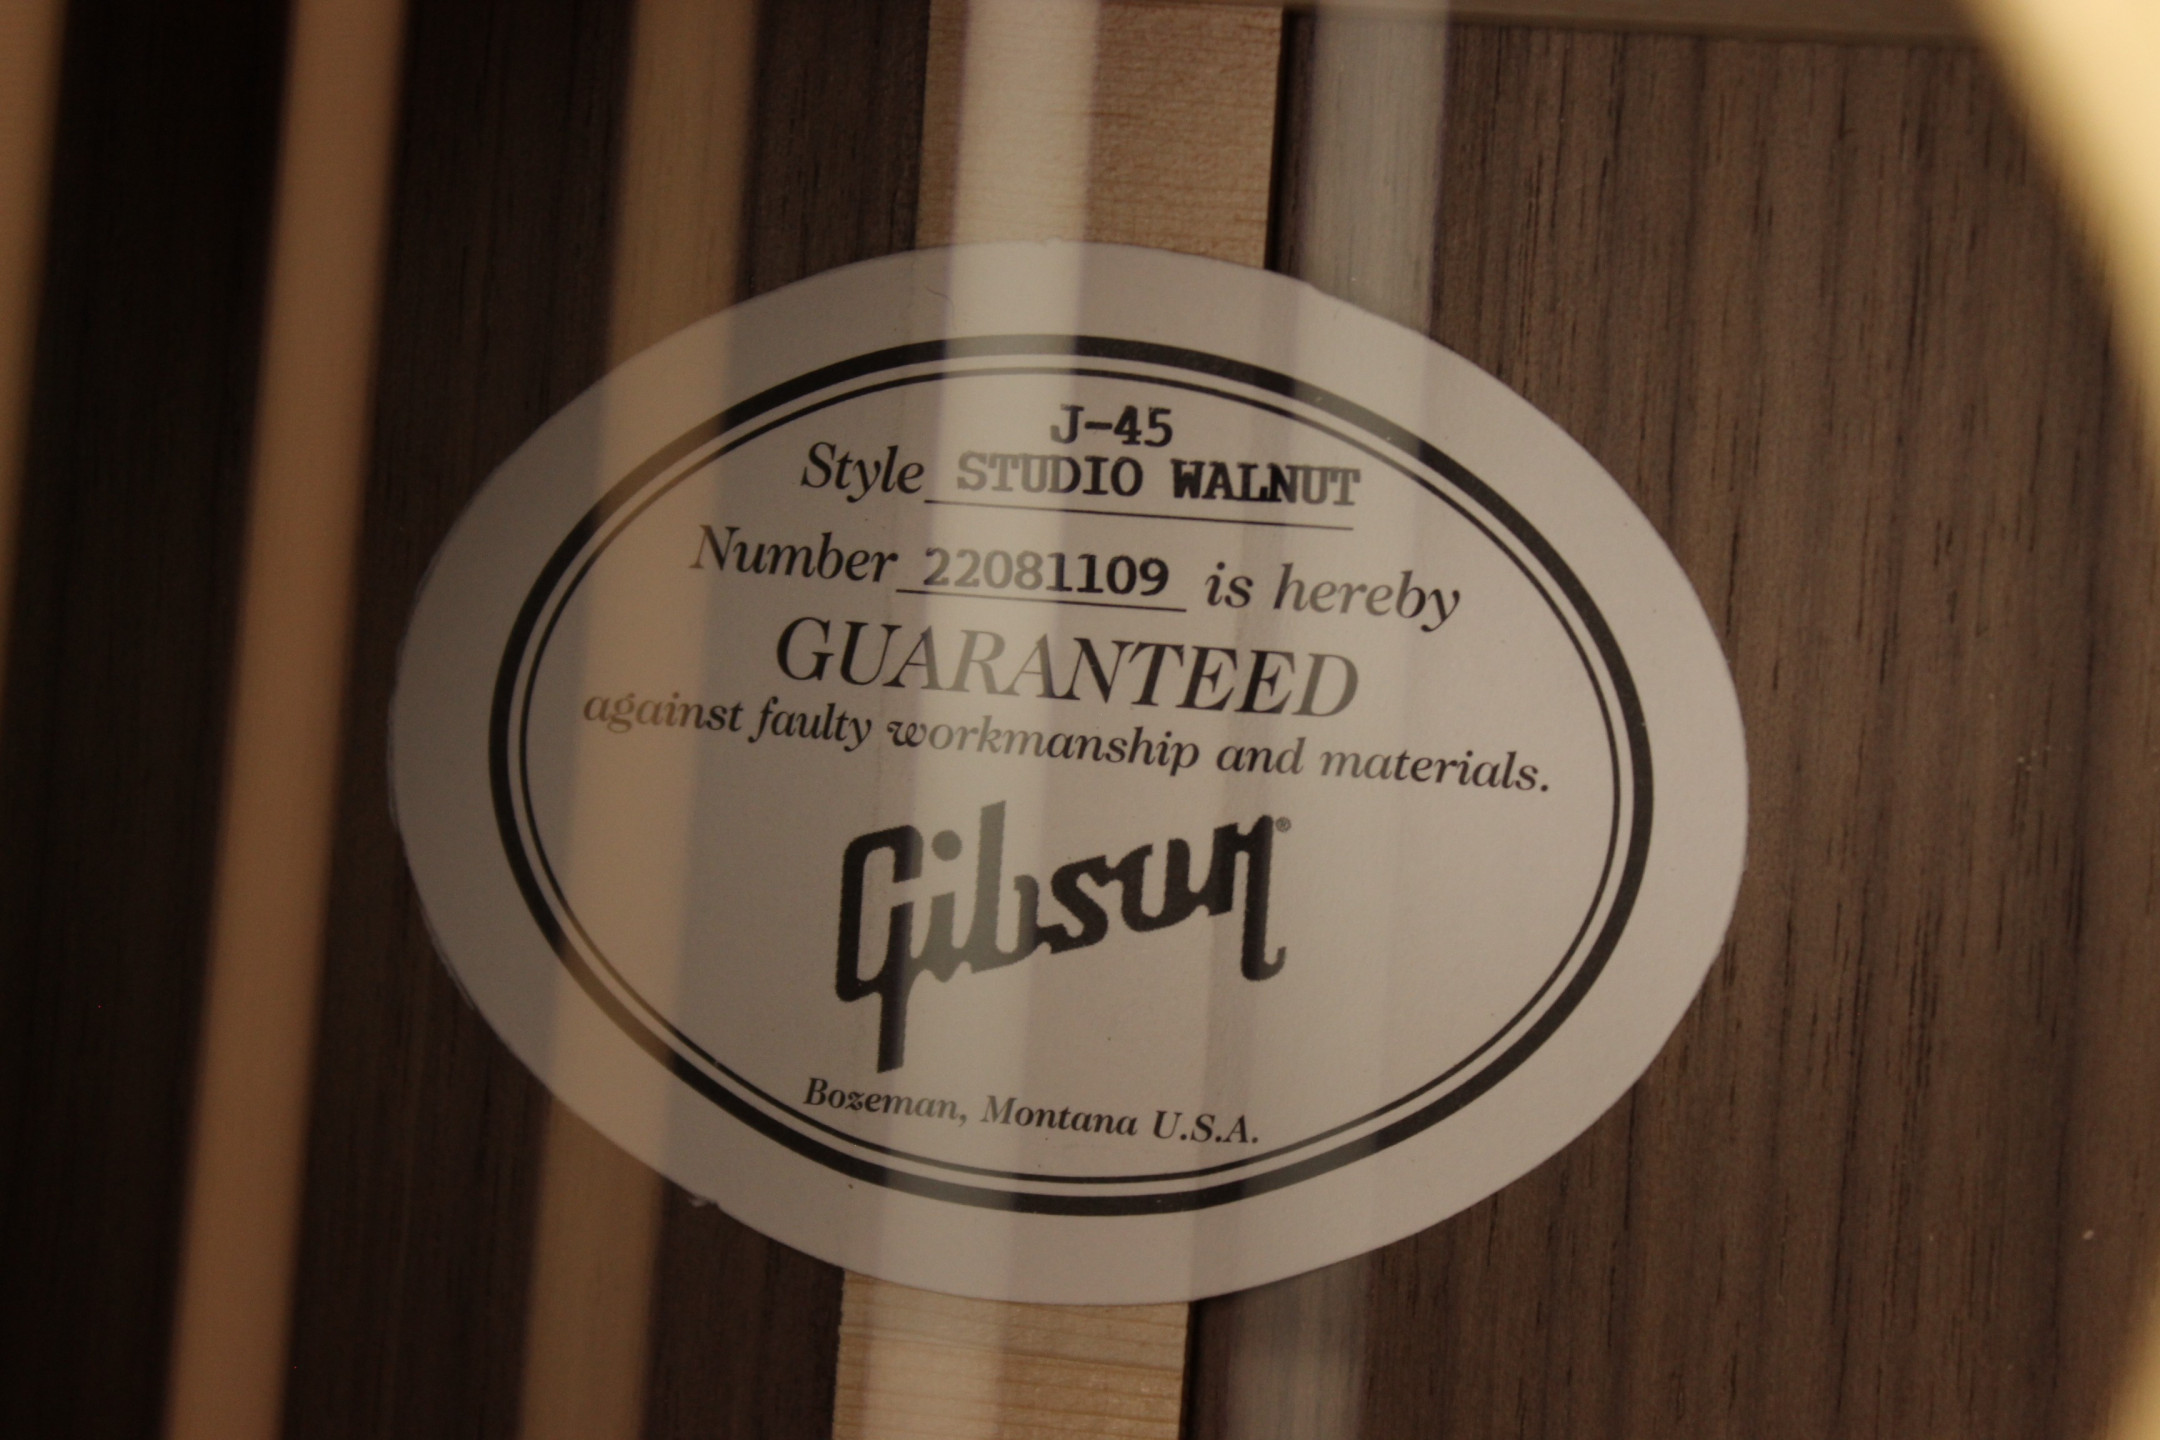 J-45
Style STUDIO WALNUT
Number 22081109 is hereby
GUARANTEED
against faulty workmanship and materials.
Gibson®
Bozeman, Montana U.S.A.